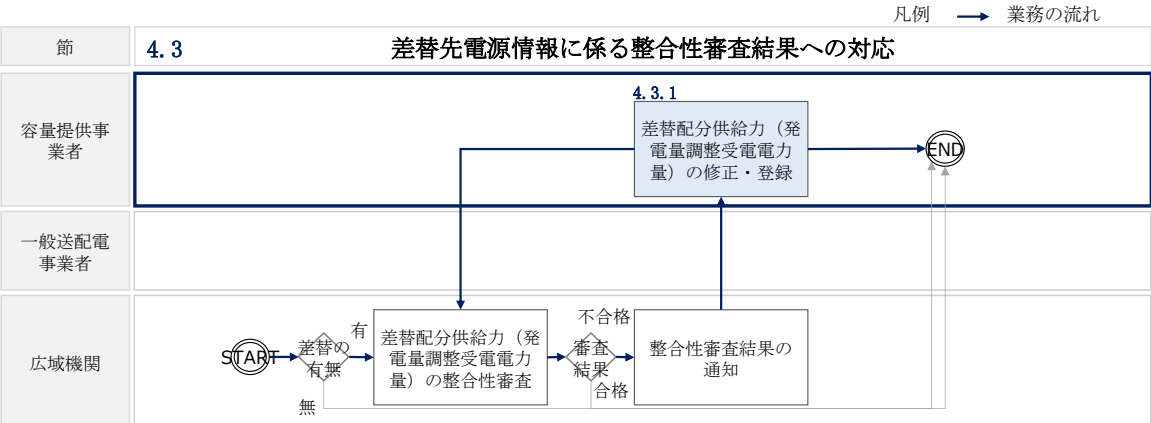 凡例 業務の流れ
節
4.3 差替先電源情報に係る整合性審査結果への対応
容量提供事
業者
4.3.1
差替配分供給力（発
電量調整受電電力
量）の修正・登録
END
一般送配電
事業者
広域機関
START
差替の
有無
有
無
差替配分供給力（発
電量調整受電電力
量）の整合性審査
審査
結果
不合格
合格
整合性審査結果の
通知